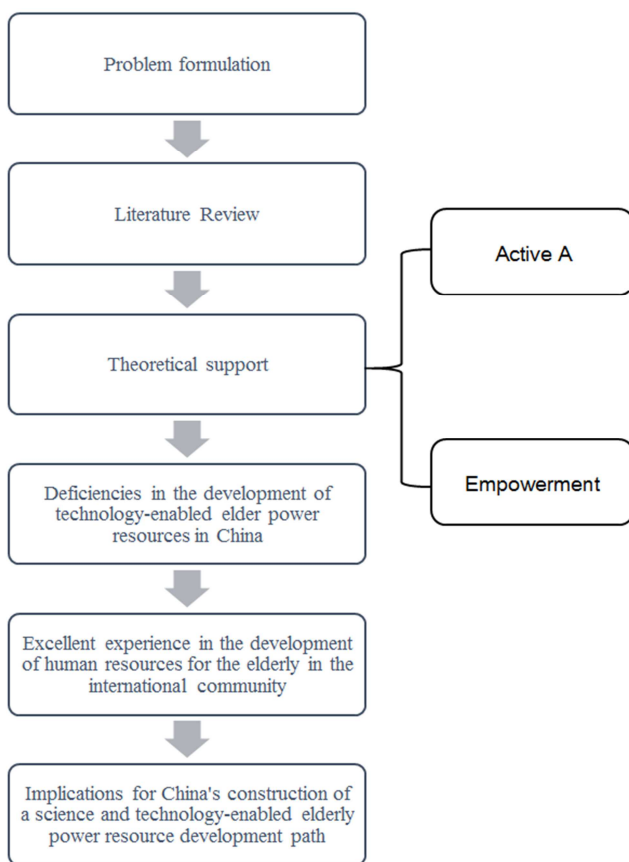 Problem formulation
Literature Review
Theoretical support
Active A
Empowerment
Deficiencies in the development of
technology-enabled elder power
resources in China
Excellent experience in the development
of human resources for the elderly in the
international community
Implications for China's construction of
a science and technology-enabled elderly
power resource development path